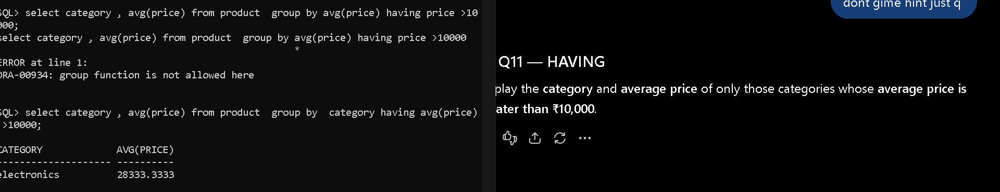 SQL> select category , avg(price) from product  group by avg(price) having price >10
000;
select category , avg(price) from product  group by avg(price) having price >10000
*
ERROR at line 1:
ORA-00934: group function is not allowed here
SQL> select category , avg(price) from product  group by  category having avg(price)
>10000;
CATEGORY AVG(PRICE)
-------------------- ----------
electronics 28333.3333
dont gime hint just q
Q11 — HAVING
play the category and average price of only those categories whose average price is
ater than ₹10,000.